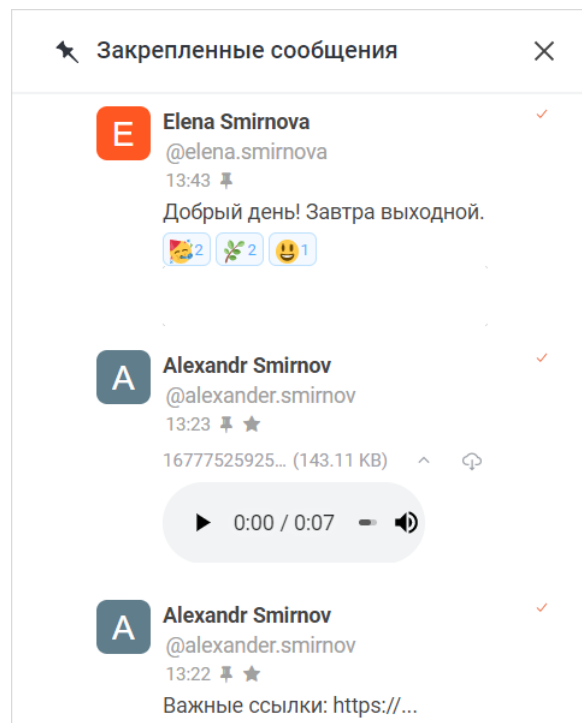 Закрепленные сообщения
E
Elena Smirnova
@elena.smirnova
13:43
Добрый день! Завтра выходной.
2 2 1
A
Alexandr Smirnov
@alexander.smirnov
13:23
16777525925... (143.11 KB)
0:00 / 0:07
A
Alexandr Smirnov
@alexander.smirnov
13:22
Важные ссылки: https://...